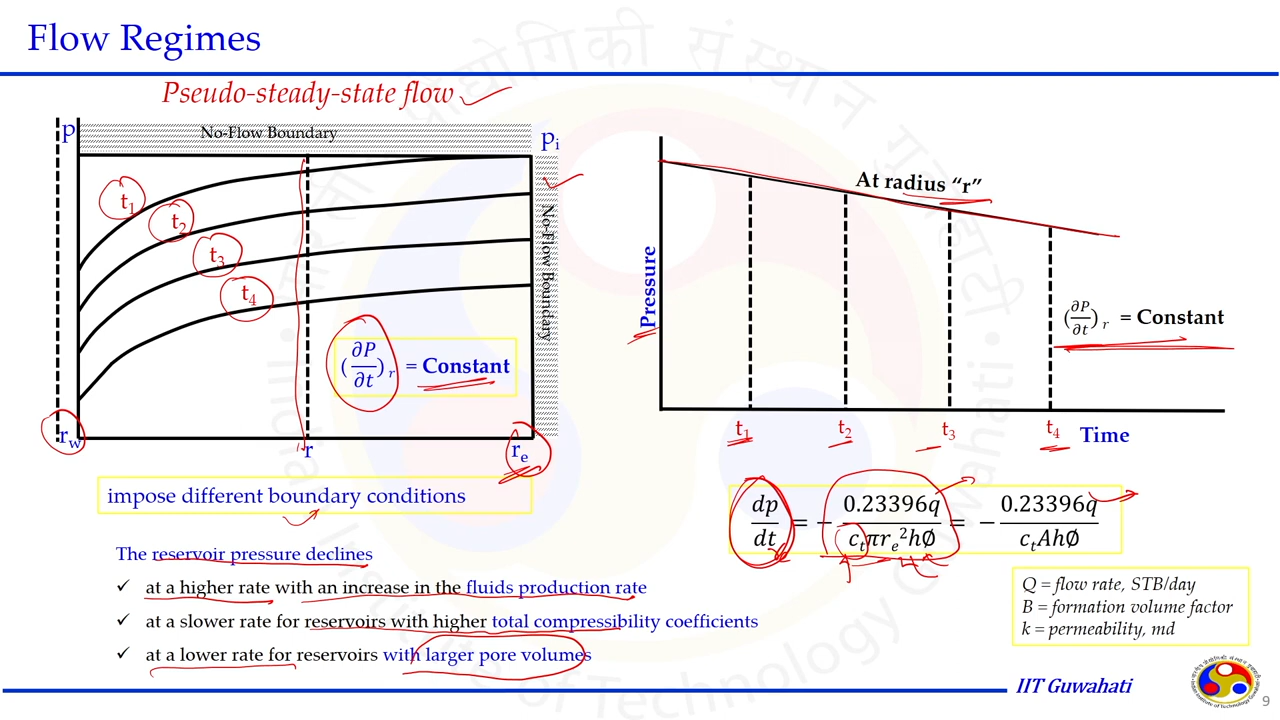 Flow Regimes
Pseudo-steady-state flow
p
No-Flow Boundary
pᵢ
t₁
t₂
t₃
t₄
No-Flow Boundary
(∂P/∂t) ᵣ = Constant
r_w
r
rₑ
impose different boundary conditions
The reservoir pressure declines
✓ at a higher rate with an increase in the fluids production rate
✓ at a slower rate for reservoirs with higher total compressibility coefficients
✓ at a lower rate for reservoirs with larger pore volumes
At radius “r”
Pressure
(∂P/∂t) ᵣ = Constant
t₁ t₂ t₃ t₄
Time
dp/dt = − 0.23396q / cₜπrₑ²hØ = − 0.23396q / cₜAhØ
Q = flow rate, STB/day
B = formation volume factor
k = permeability, md
IIT Guwahati
9